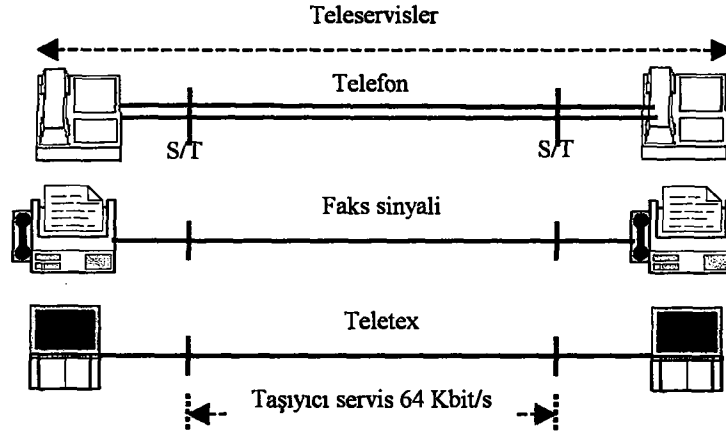 Teleservisler
Telefon
S/T S/T
Faks sinyali
Teletex
Taşıyıcı servis 64 Kbit/s